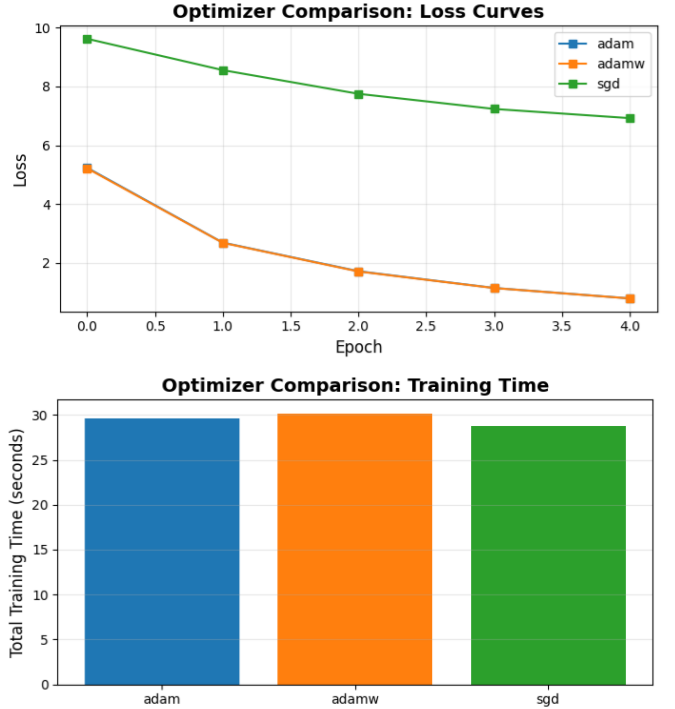 Optimizer Comparison: Loss Curves
10
8
6
4
2
Loss
adam
adamw
sgd
0.0 0.5 1.0 1.5 2.0 2.5 3.0 3.5 4.0
Epoch
Optimizer Comparison: Training Time
30
25
20
15
10
5
0
Total Training Time (seconds)
adam adamw sgd